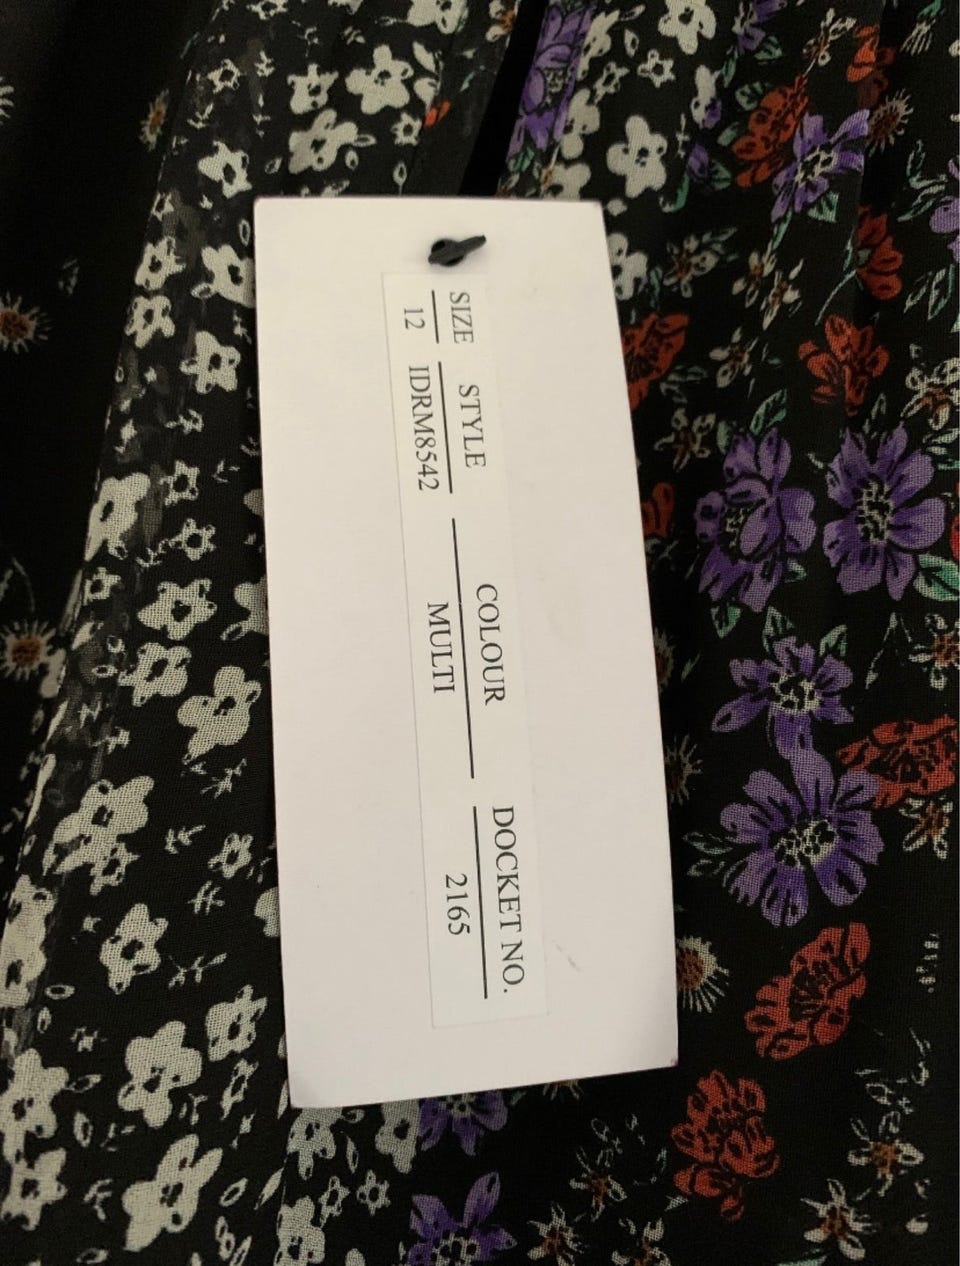 SIZE STYLE COLOUR DOCKET NO.
12 IDRM8542 MULTI 2165